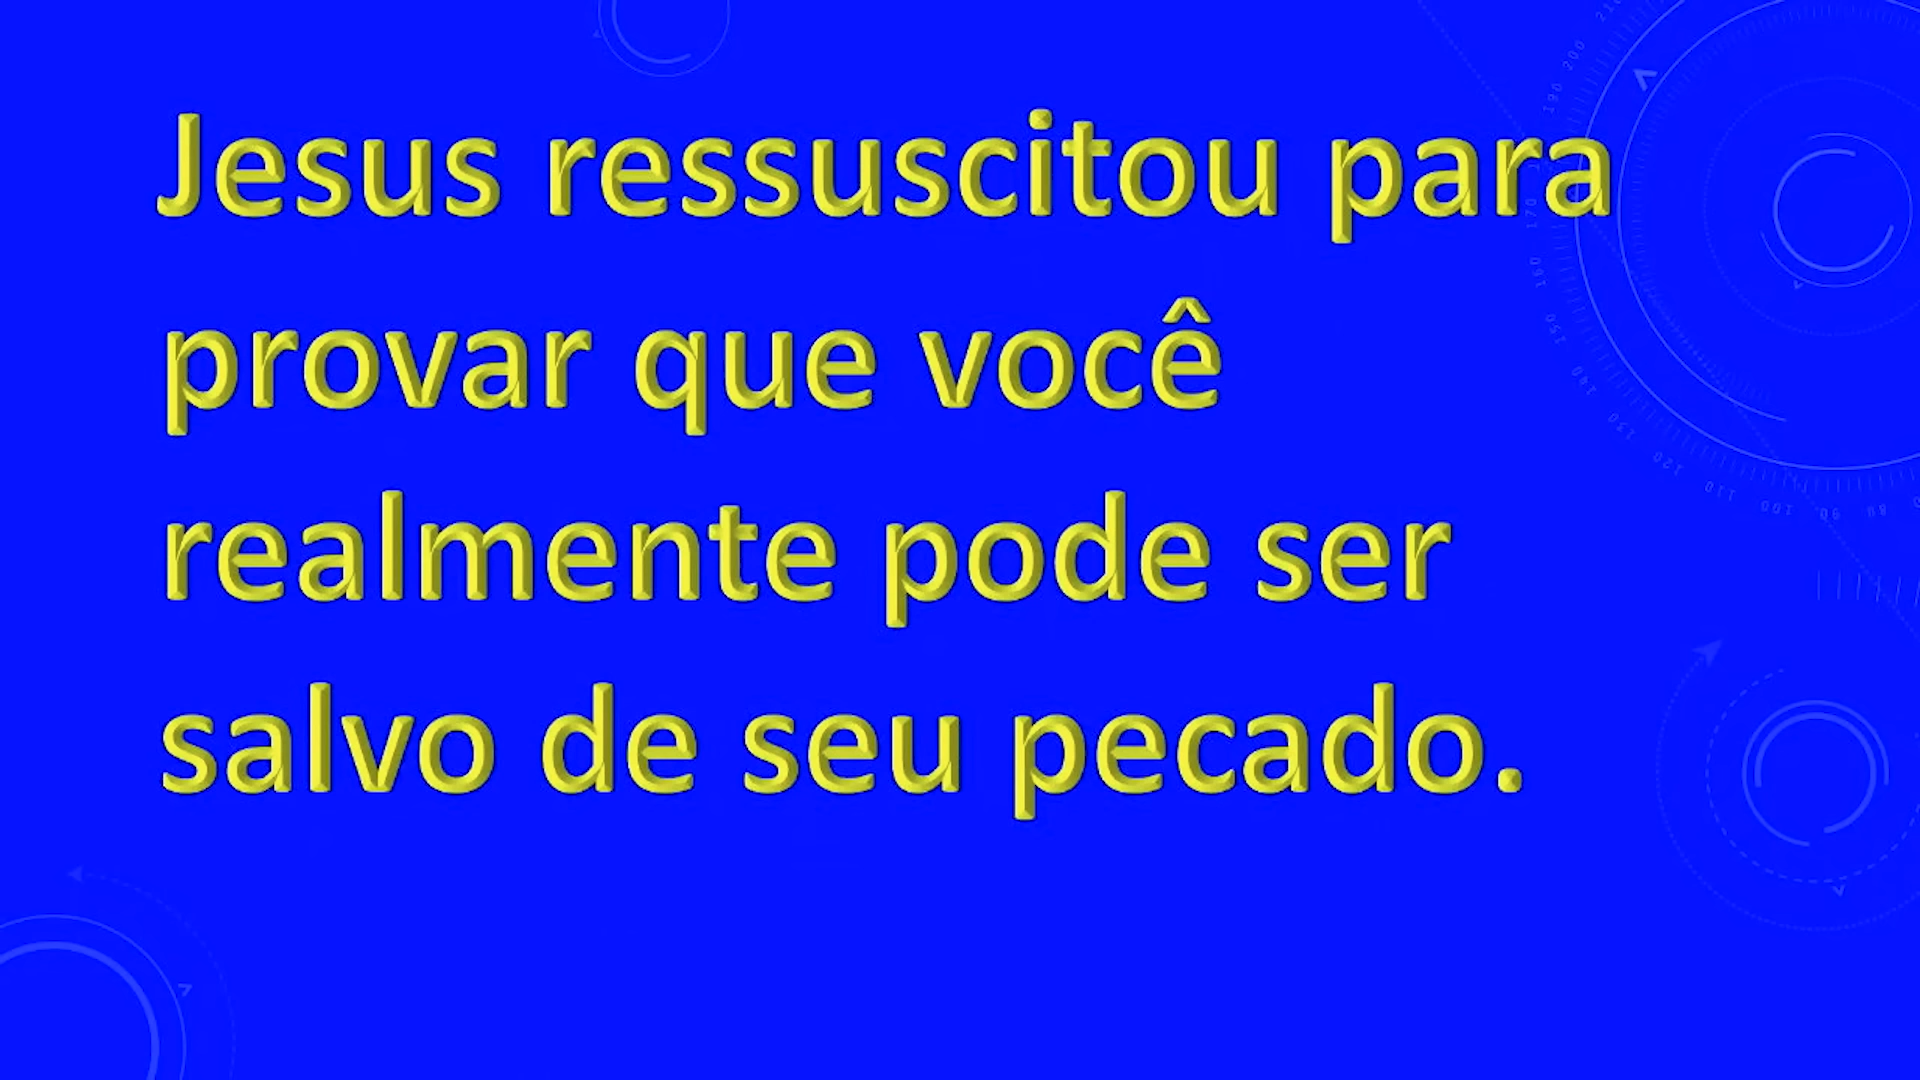 Jesus ressuscitou para
provar que você
realmente pode ser
salvo de seu pecado.